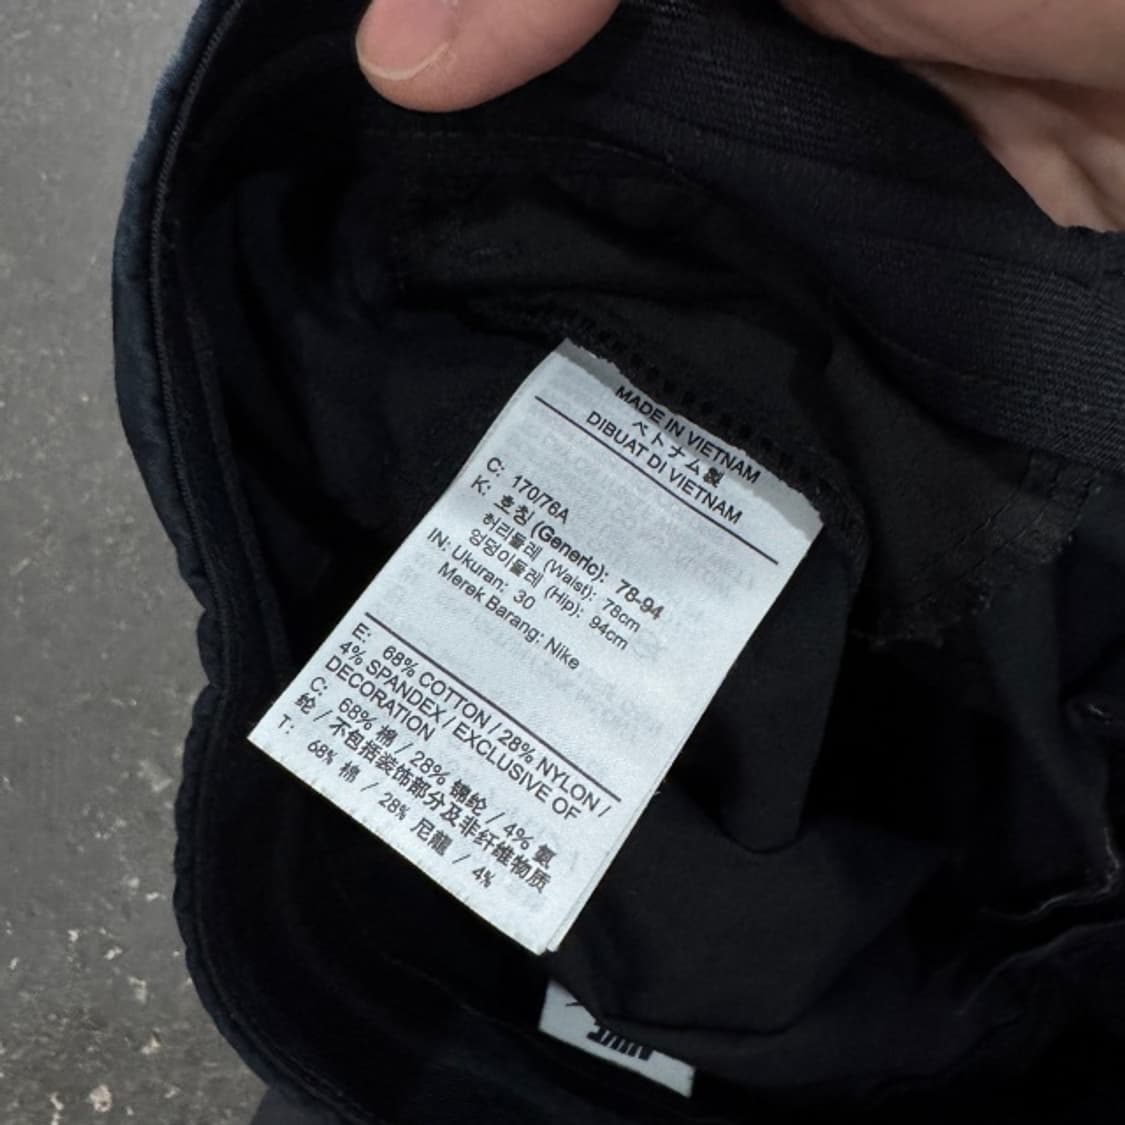 MADE IN VIETNAM
ベトナム製
DIBUAT DI VIETNAM
C: 170/76A
K: 호칭 (Generic): 78-94
허리둘레 (Waist): 78cm
엉덩이둘레 (Hip): 94cm
IN: Ukuran: 30
Merek Barang: Nike
E: 68% COTTON / 28% NYLON /
4% SPANDEX / EXCLUSIVE OF
DECORATION
C: 68% 棉 / 28% 锦纶 / 4% 氨
纶 / 不包括装饰部分及非纤维物质
T: 68% 棉 / 28% 尼龍 / 4%